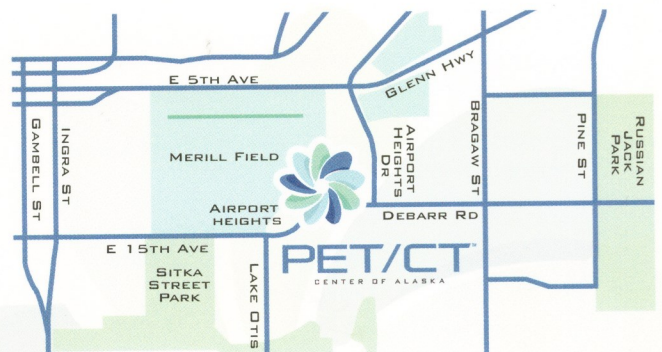 E 5th Ave
Glenn Hwy
Gambell St
Ingra St
Merill Field
Airport
Heights
Dr
Bragaw St
Pine St
Russian
Jack
Park
Airport
Heights
Debarr Rd
E 15th Ave
Sitka
Street
Park
Lake Otis
PET/CT™
Center of Alaska